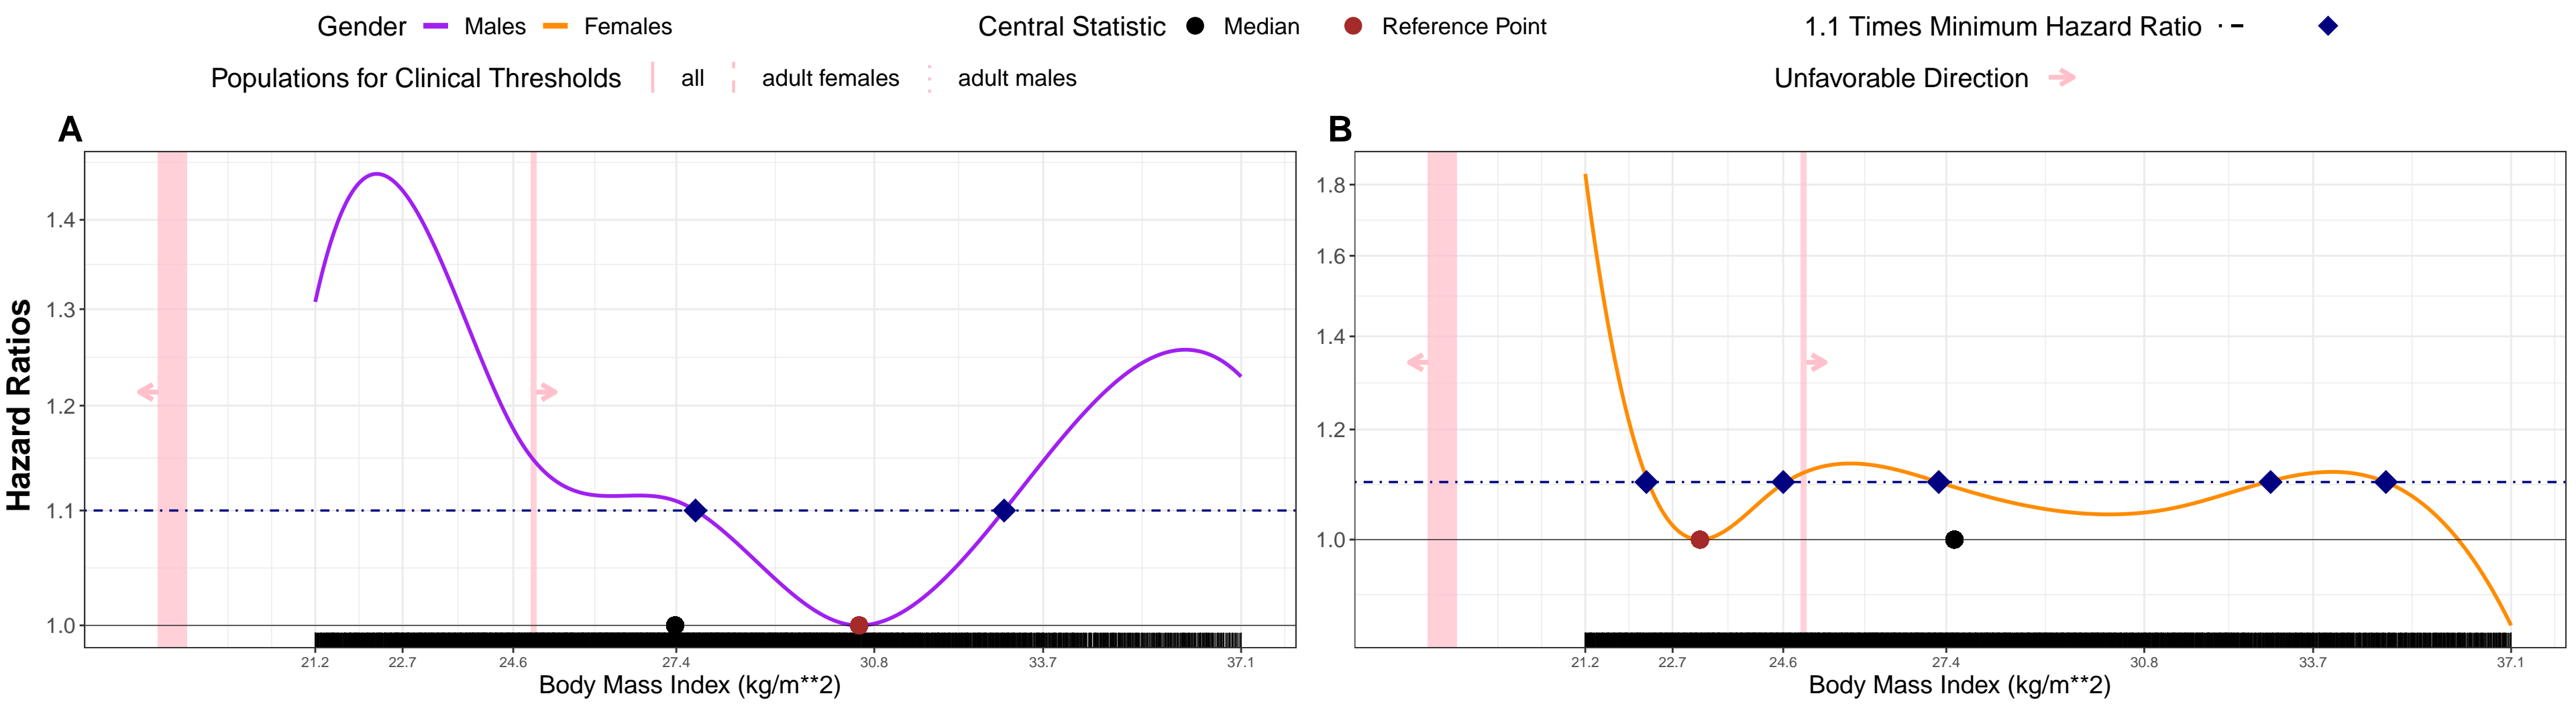 Gender Males Females Central Statistic Median Reference Point 1.1 Times Minimum Hazard Ratio
Populations for Clinical Thresholds all adult females adult males Unfavorable Direction
A
B
Hazard Ratios
1.4
1.3
1.2
1.1
1.0
21.2 22.7 24.6 27.4 30.8 33.7 37.1
Body Mass Index (kg/m**2)
1.8
1.6
1.4
1.2
1.0
21.2 22.7 24.6 27.4 30.8 33.7 37.1
Body Mass Index (kg/m**2)